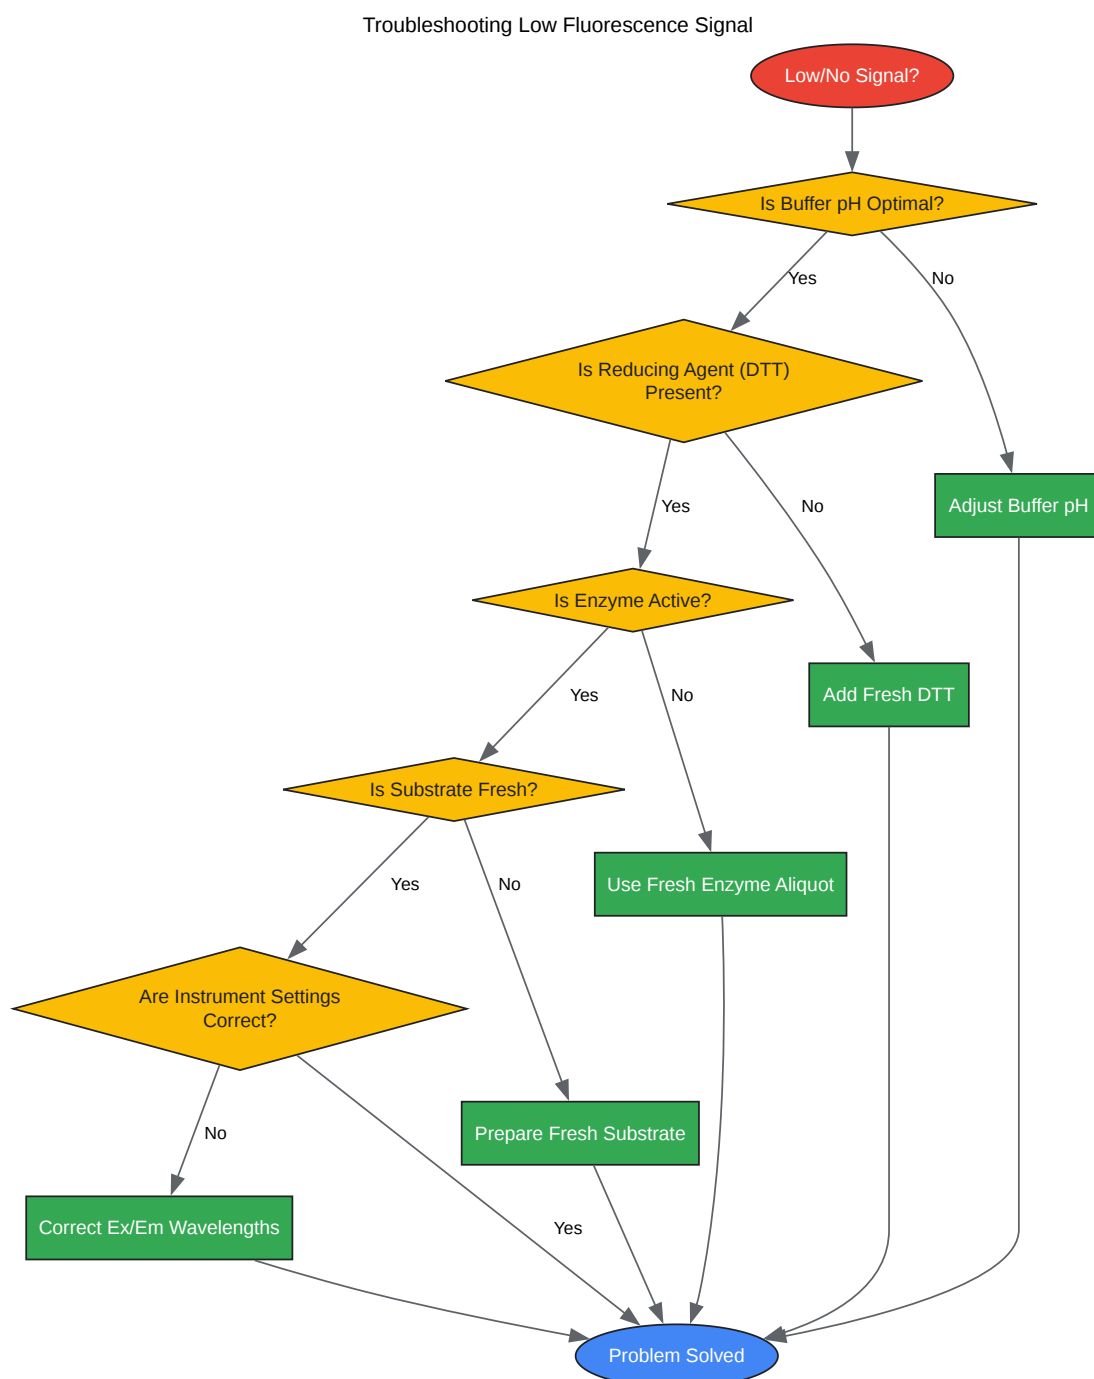 Troubleshooting Low Fluorescence Signal
Low/No Signal?
Is Buffer pH Optimal?
Yes
No
Is Reducing Agent (DTT)
Present?
Yes
No
Adjust Buffer pH
Is Enzyme Active?
Yes
No
Add Fresh DTT
Is Substrate Fresh?
Yes
No
Use Fresh Enzyme Aliquot
Are Instrument Settings
Correct?
No
Prepare Fresh Substrate
Correct Ex/Em Wavelengths
Yes
Problem Solved